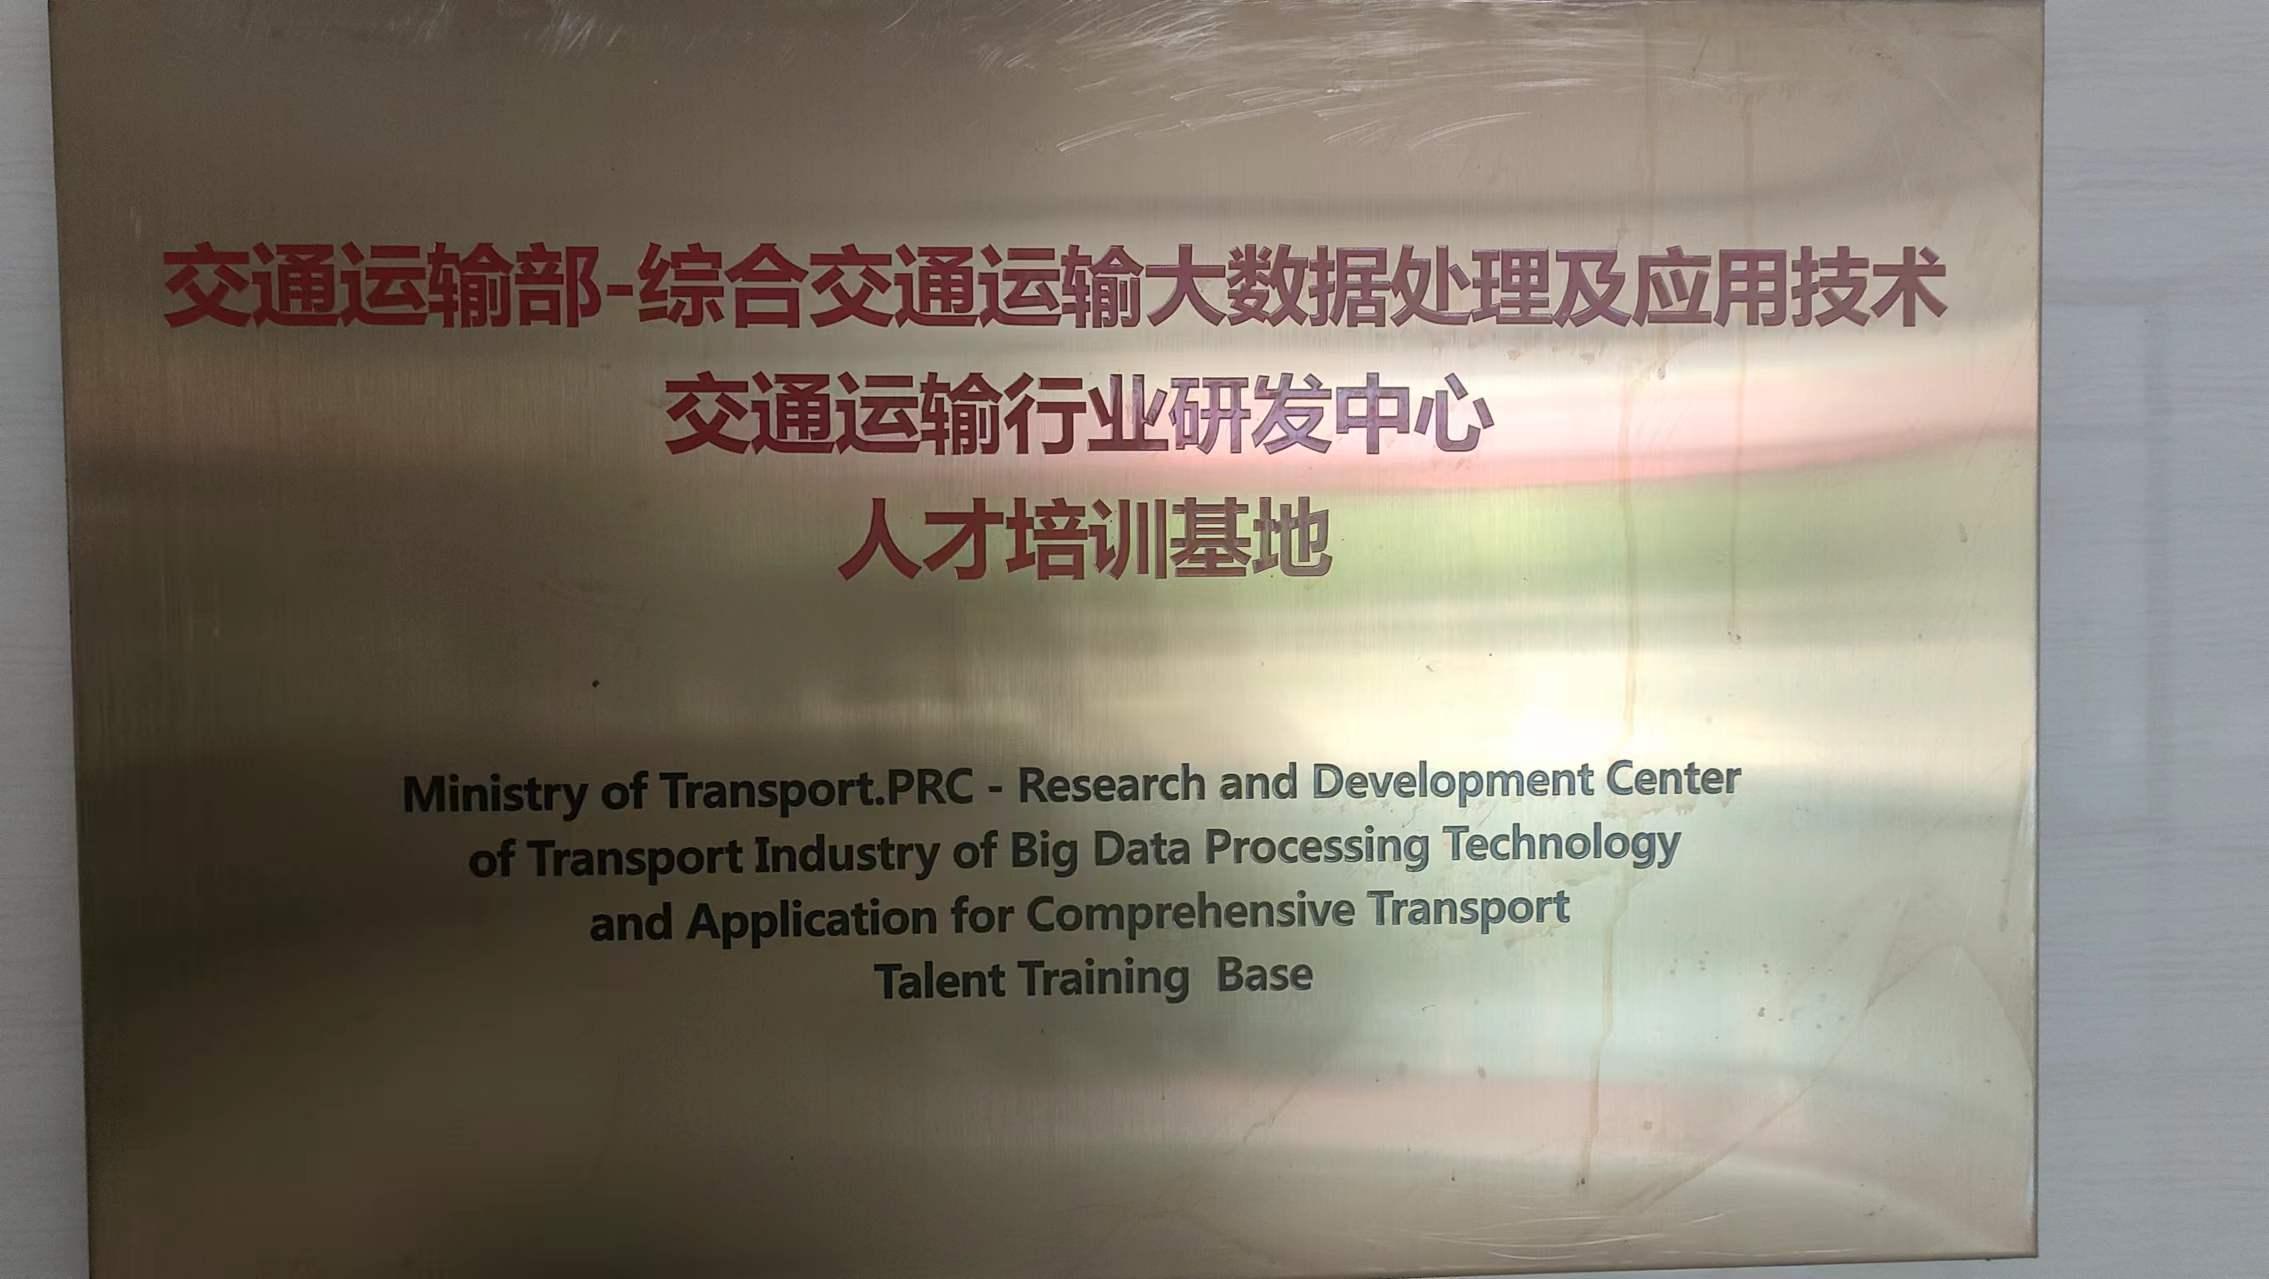 交通运输部-综合交通运输大数据处理及应用技术
交通运输行业研发中心
人才培训基地
Ministry of Transport.PRC - Research and Development Center
of Transport Industry of Big Data Processing Technology
and Application for Comprehensive Transport
Talent Training Base